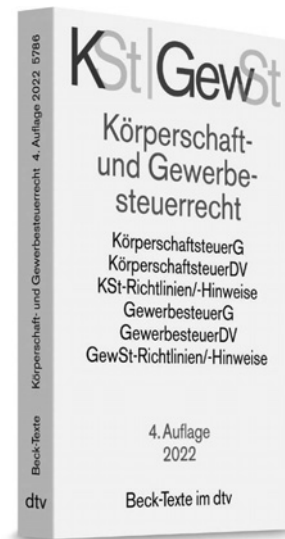 KSt|GewSt
Körperschaft-
und Gewerbe-
steuerrecht
KörperschaftsteuerG
KörperschaftsteuerDV
KSt-Richtlinien/-Hinweise
GewerbesteuerG
GewerbesteuerDV
GewSt-Richtlinien/-Hinweise
4. Auflage
2022
Beck-Texte im dtv
dtv Beck-Texte Körperschaft- und Gewerbesteuerrecht 4. Auflage 2022 5786